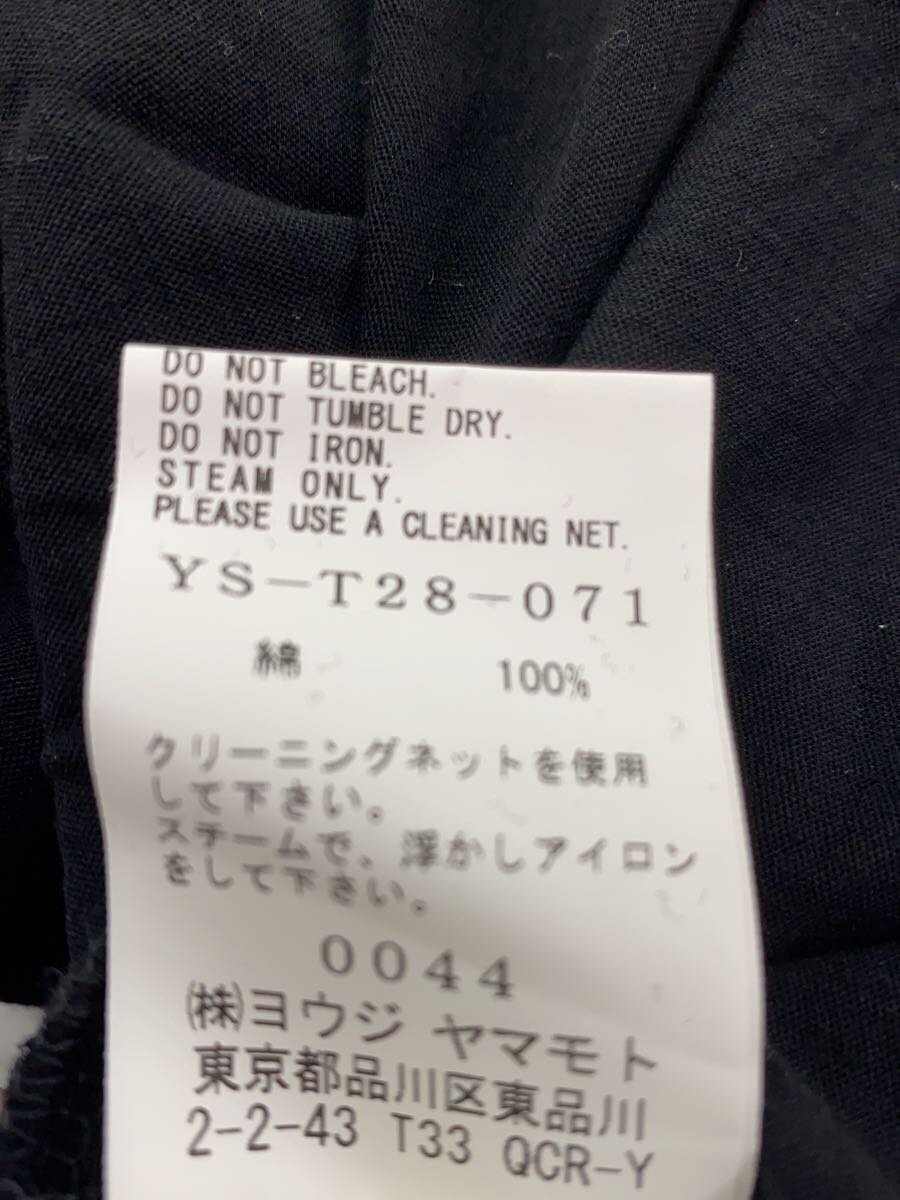 DO NOT BLEACH.
DO NOT TUMBLE DRY.
DO NOT IRON.
STEAM ONLY.
PLEASE USE A CLEANING NET.
YS-T28-071
綿 100%
クリーニングネットを使用
して下さい。
スチームで、浮かしアイロン
をして下さい。
0044
㈱ヨウジ ヤマモト
東京都品川区東品川
2-2-43 T33 QCR-Y